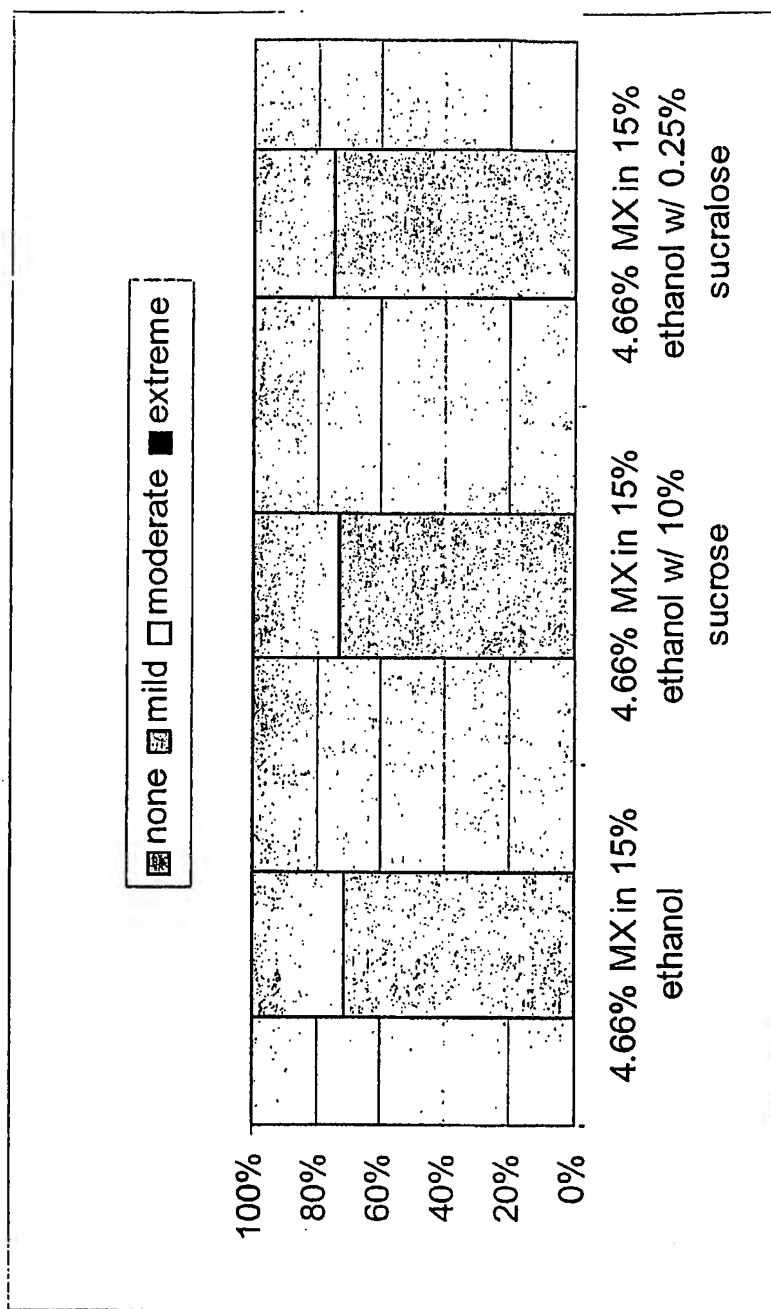 none mild moderate extreme
100%
80%
60%
40%
20%
0%
4.66% MX in 15%
ethanol
4.66% MX in 15%
ethanol w/ 10%
sucrose
4.66% MX in 15%
ethanol w/ 0.25%
sucralose